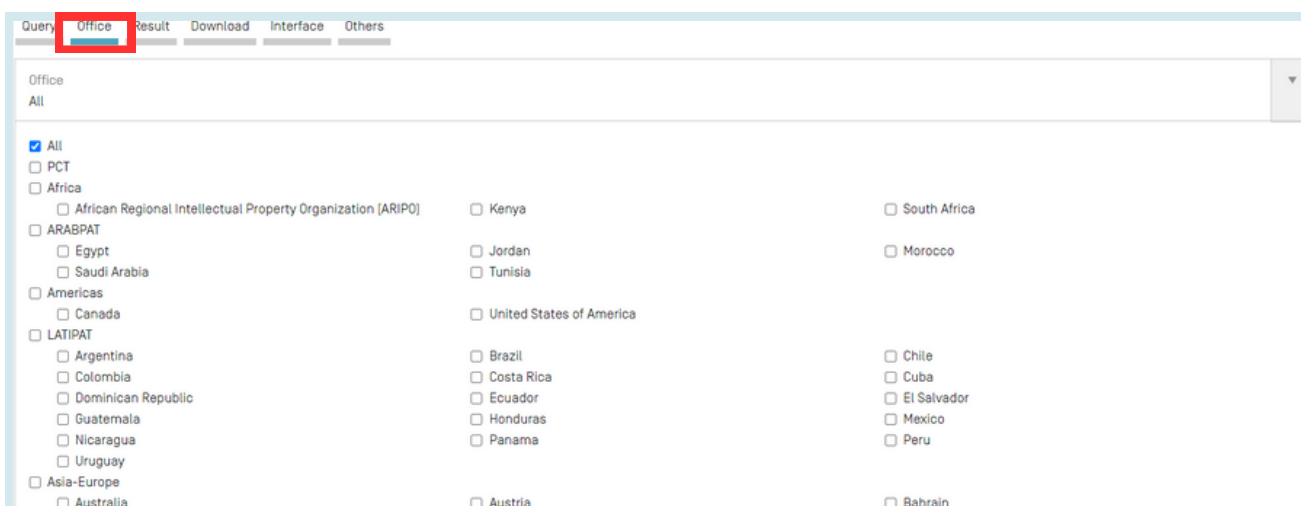 Query Office Result Download Interface Others
Office
All
All
PCT
Africa
African Regional Intellectual Property Organization (ARIPO) Kenya South Africa
ARABPAT
Egypt Jordan Morocco
Saudi Arabia Tunisia
Americas
Canada United States of America
LATIPAT
Argentina Brazil Chile
Colombia Costa Rica Cuba
Dominican Republic Ecuador El Salvador
Guatemala Honduras Mexico
Nicaragua Panama Peru
Uruguay
Asia-Europe
Australia Austria Bahrain